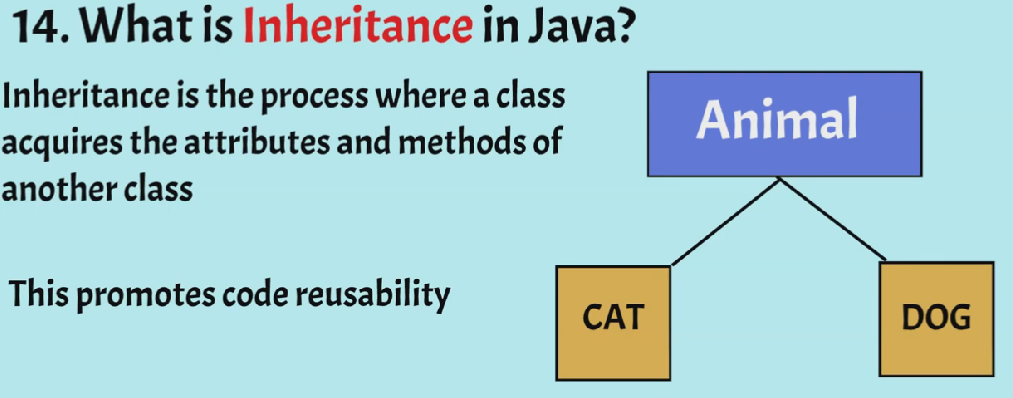 14. What is Inheritance in Java?
Inheritance is the process where a class
acquires the attributes and methods of
another class
This promotes code reusability
Animal
CAT
DOG